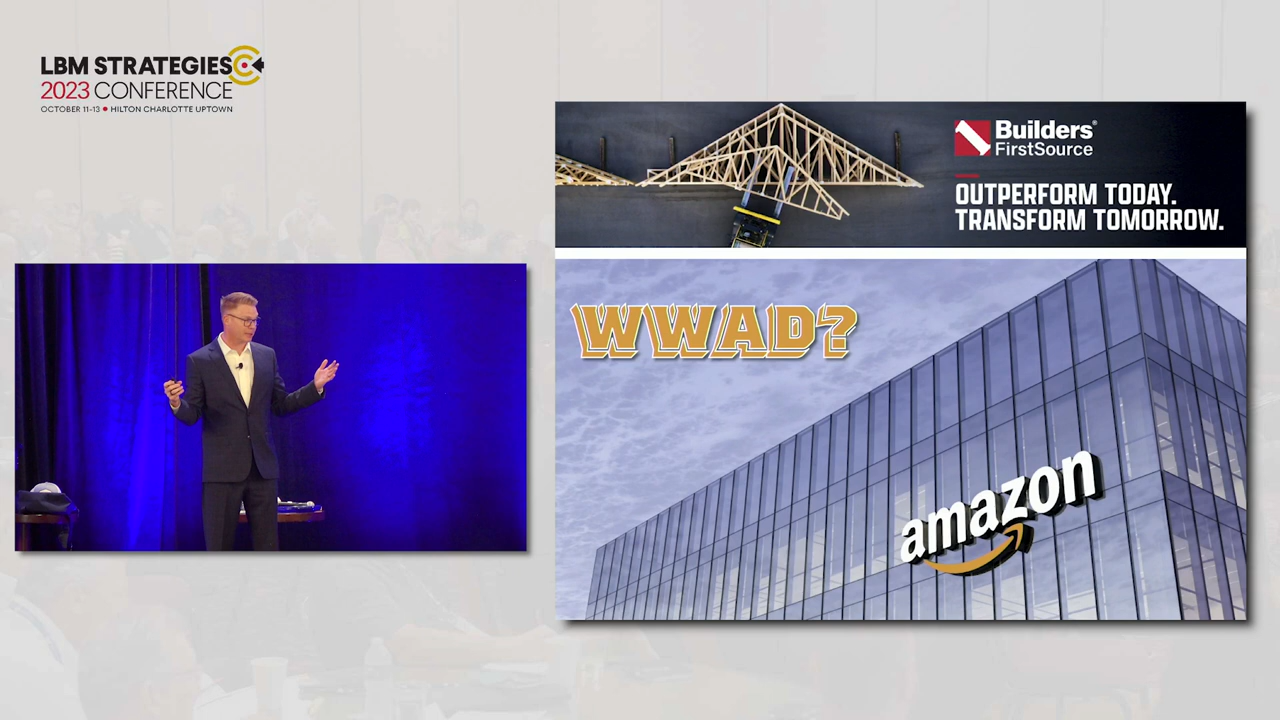 LBM STRATEGIES
2023 CONFERENCE
OCTOBER 11-13 • HILTON CHARLOTTE UPTOWN
Builders®
FirstSource
OUTPERFORM TODAY.
TRANSFORM TOMORROW.
WWAD?
amazon